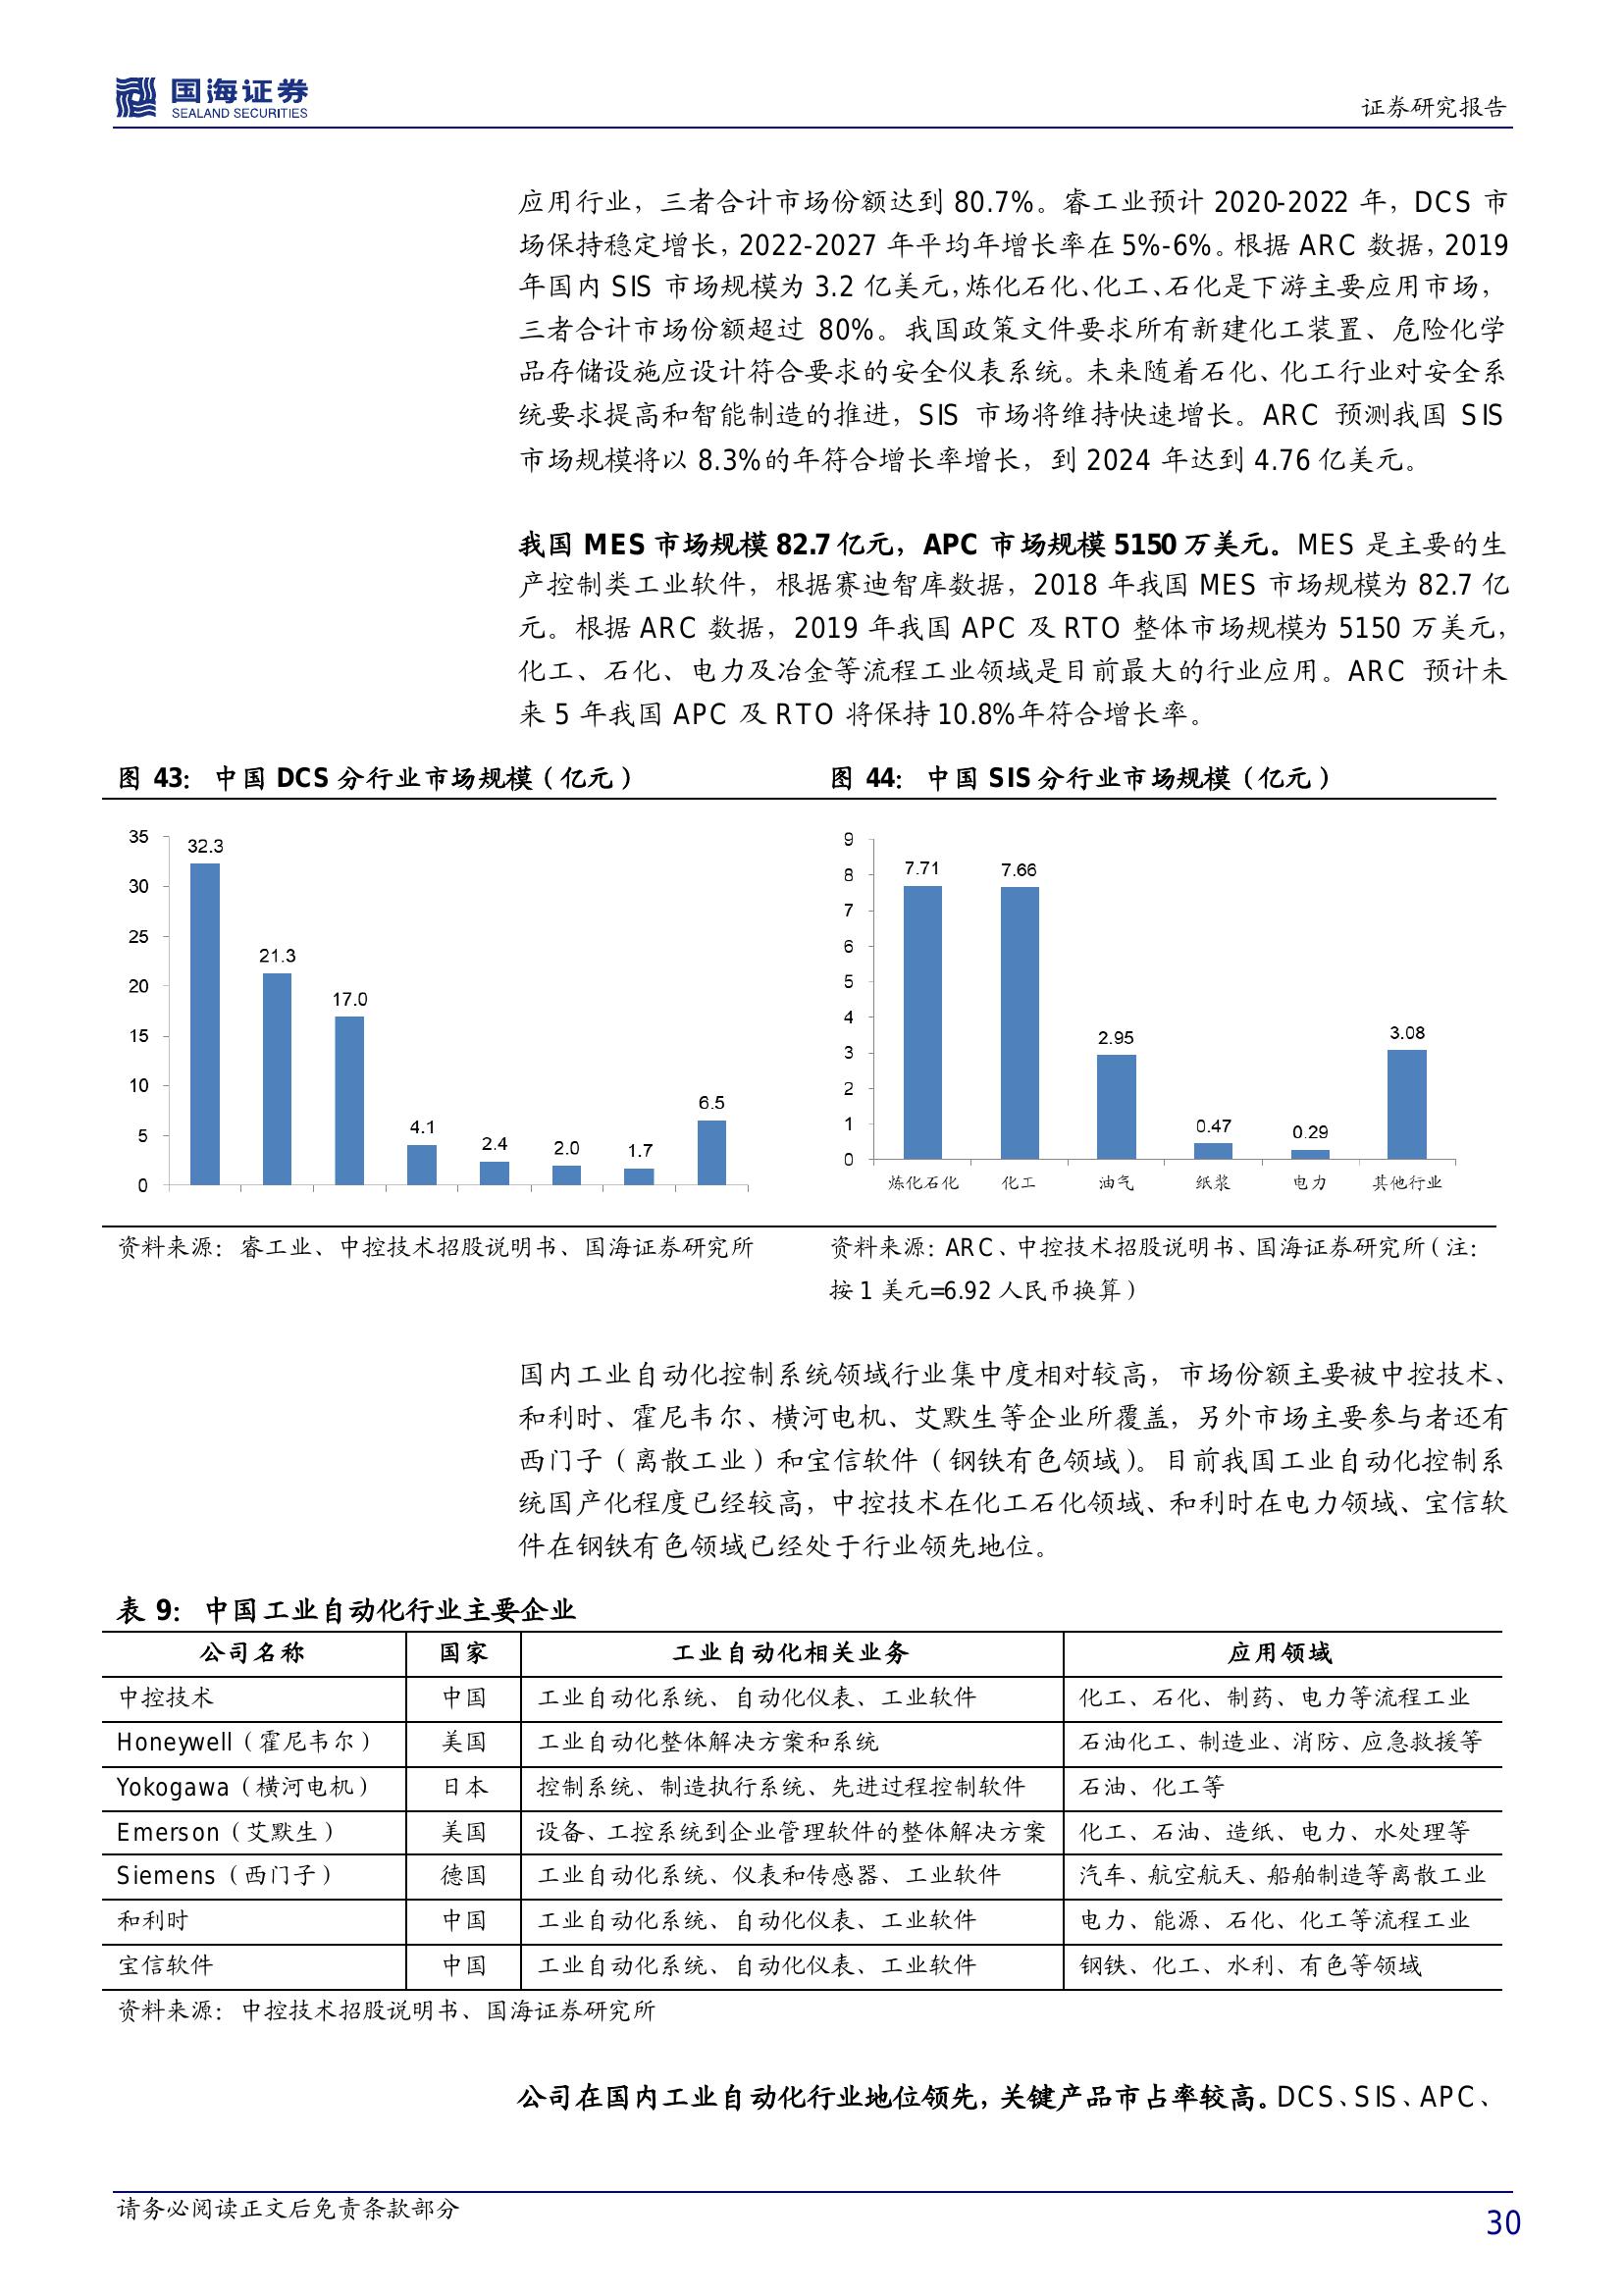 国海证券
SEALAND SECURITIES
证券研究报告
应用行业，三者合计市场份额达到 80.7%。睿工业预计 2020-2022 年，DCS 市
场保持稳定增长，2022-2027 年平均年增长率在 5%-6%。根据 ARC 数据，2019
年国内 SIS 市场规模为 3.2 亿美元，炼化石化、化工、石化是下游主要应用市场，
三者合计市场份额超过 80%。我国政策文件要求所有新建化工装置、危险化学
品存储设施应设计符合要求的安全仪表系统。未来随着石化、化工行业对安全系
统要求提高和智能制造的推进，SIS 市场将维持快速增长。ARC 预测我国 SIS
市场规模将以 8.3%的年符合增长率增长，到 2024 年达到 4.76 亿美元。
我国 MES 市场规模 82.7 亿元，APC 市场规模 5150 万美元。MES 是主要的生
产控制类工业软件，根据赛迪智库数据，2018 年我国 MES 市场规模为 82.7 亿
元。根据 ARC 数据，2019 年我国 APC 及 RTO 整体市场规模为 5150 万美元，
化工、石化、电力及冶金等流程工业领域是目前最大的行业应用。ARC 预计未
来 5 年我国 APC 及 RTO 将保持 10.8%年符合增长率。
图 43： 中国 DCS 分行业市场规模（亿元）
35
30
25
20
15
10
5
0
32.3
21.3
17.0
4.1
2.4
2.0
1.7
6.5
资料来源：睿工业、中控技术招股说明书、国海证券研究所
图 44： 中国 SIS 分行业市场规模（亿元）
9
8
7
6
5
4
3
2
1
0
7.71
7.66
2.95
0.47
0.29
3.08
炼化石化 化工 油气 纸浆 电力 其他行业
资料来源：ARC、中控技术招股说明书、国海证券研究所（注：
按 1 美元=6.92 人民币换算）
国内工业自动化控制系统领域行业集中度相对较高，市场份额主要被中控技术、
和利时、霍尼韦尔、横河电机、艾默生等企业所覆盖，另外市场主要参与者还有
西门子（离散工业）和宝信软件（钢铁有色领域）。目前我国工业自动化控制系
统国产化程度已经较高，中控技术在化工石化领域、和利时在电力领域、宝信软
件在钢铁有色领域已经处于行业领先地位。
表 9： 中国工业自动化行业主要企业
公司名称 国家 工业自动化相关业务 应用领域
中控技术 中国 工业自动化系统、自动化仪表、工业软件 化工、石化、制药、电力等流程工业
Honeywell（霍尼韦尔） 美国 工业自动化整体解决方案和系统 石油化工、制造业、消防、应急救援等
Yokogawa（横河电机） 日本 控制系统、制造执行系统、先进过程控制软件 石油、化工等
Emerson（艾默生） 美国 设备、工控系统到企业管理软件的整体解决方案 化工、石油、造纸、电力、水处理等
Siemens（西门子） 德国 工业自动化系统、仪表和传感器、工业软件 汽车、航空航天、船舶制造等离散工业
和利时 中国 工业自动化系统、自动化仪表、工业软件 电力、能源、石化、化工等流程工业
宝信软件 中国 工业自动化系统、自动化仪表、工业软件 钢铁、化工、水利、有色等领域
资料来源：中控技术招股说明书、国海证券研究所
公司在国内工业自动化行业地位领先，关键产品市占率较高。DCS、SIS、APC、
请务必阅读正文后免责条款部分
30